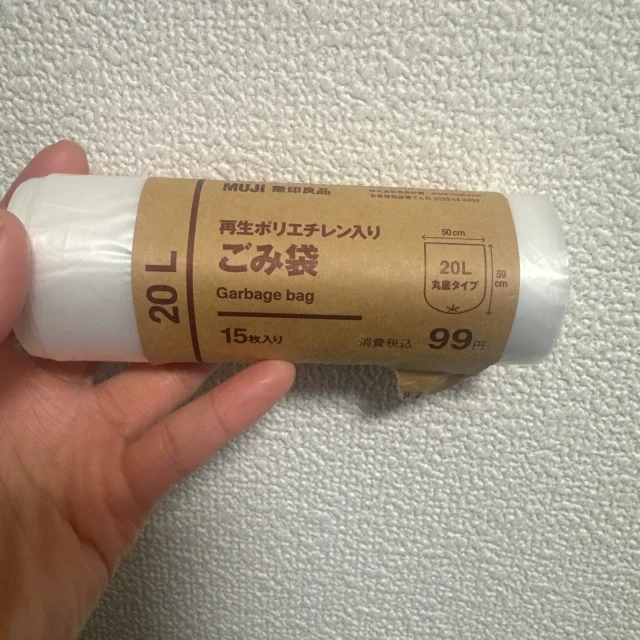 MUJI 無印良品
再生ポリエチレン入り
ごみ袋
Garbage bag
15枚入り
20L
50cm
20L
丸底タイプ
59cm
消費税込 99円